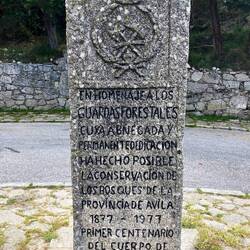 EN HOMENAJE A LOS
GUARDAS FORESTALES
CUYA ABNEGADA Y
PERMANENTE DEDICACION
HA HECHO POSIBLE
LA CONSERVACION DE
LOS BOSQUES DE LA
PROVINCIA DE AVILA
1877 - 1977
PRIMER CENTENARIO
DEL CUERPO DE